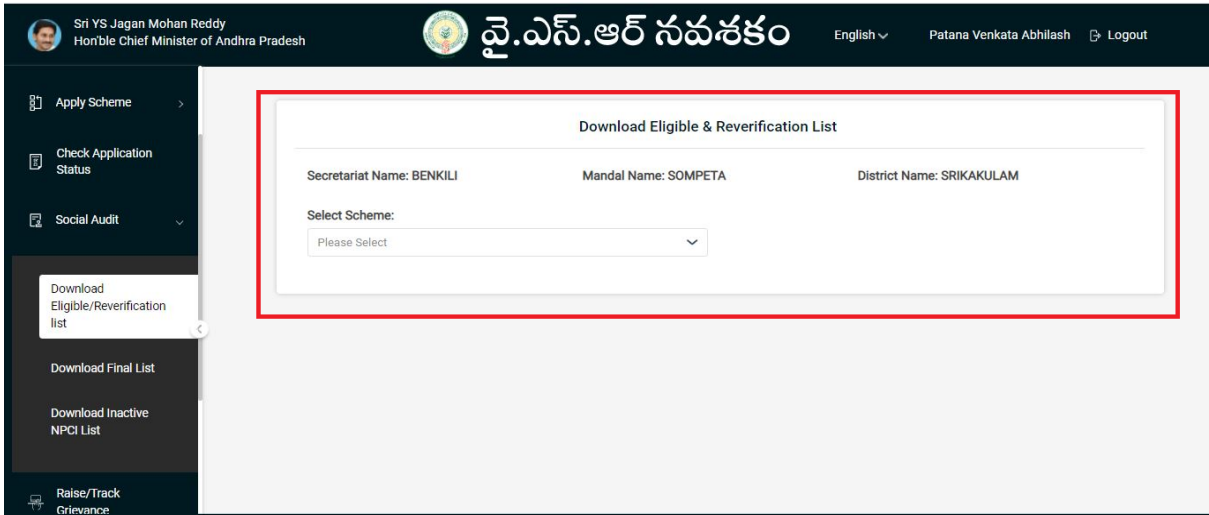 Sri YS Jagan Mohan Reddy
Hon'ble Chief Minister of Andhra Pradesh
వై.ఎస్.ఆర్ నవశకం
English
Patana Venkata Abhilash
Logout
Apply Scheme
Check Application
Status
Social Audit
Download
Eligible/Reverification
list
Download Final List
Download Inactive
NPCI List
Raise/Track
Grievance
Download Eligible & Reverification List
Secretariat Name: BENKILI
Mandal Name: SOMPETA
District Name: SRIKAKULAM
Select Scheme:
Please Select